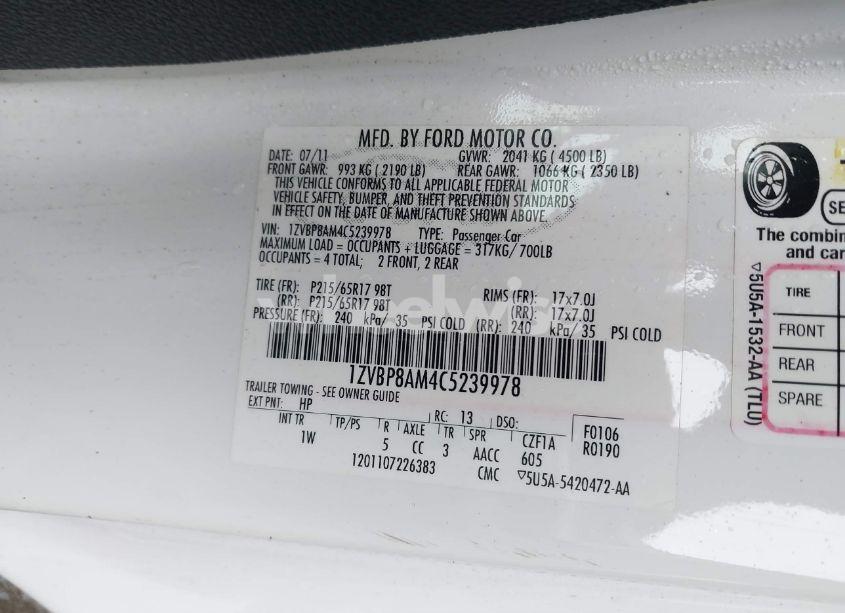 MFD. BY FORD MOTOR CO.
DATE: 07/11 GVWR: 2041 KG ( 4500 LB)
FRONT GAWR: 993 KG ( 2190 LB) REAR GAWR: 1066 KG ( 2350 LB)
THIS VEHICLE CONFORMS TO ALL APPLICABLE FEDERAL MOTOR
VEHICLE SAFETY, BUMPER, AND THEFT PREVENTION STANDARDS
IN EFFECT ON THE DATE OF MANUFACTURE SHOWN ABOVE.
VIN: 1ZVBP8AM4C5239978 TYPE: Passenger Car
MAXIMUM LOAD = OCCUPANTS + LUGGAGE = 317KG/ 700LB
OCCUPANTS = 4 TOTAL; 2 FRONT, 2 REAR
TIRE (FR): P215/65R17 98T RIMS (FR): 17x7.0J
(RR): P215/65R17 98T (RR): 17x7.0J
PRESSURE (FR): 240 kPa/ 35 PSI COLD (RR): 240 kPa/ 35 PSI COLD
1ZVBP8AM4C5239978
TRAILER TOWING - SEE OWNER GUIDE
EXT PNT: HP RC: 13 DSO: F0106
INT TR TP/PS R AXLE TR SPR CZF1A R0190
1W 5 CC 3 AACC 605
1201107226383 CMC ▽5U5A-5420472-AA
SE
The combin
and car
TIRE
FRONT
REAR
SPARE
▽5U5A-1532-AA (TLU)